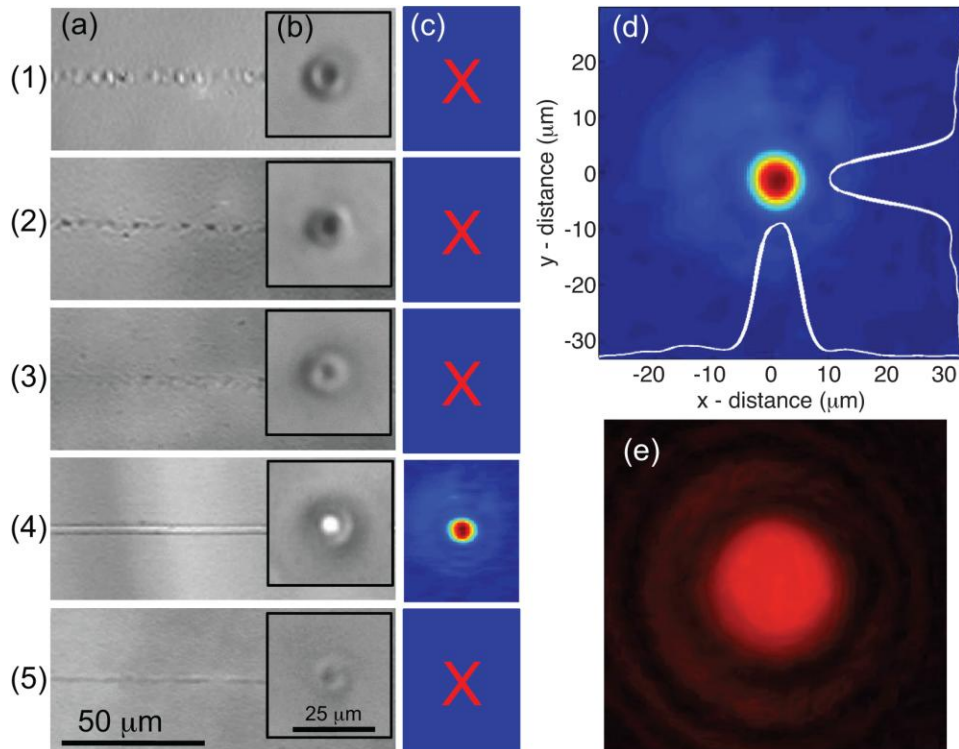 (a)
(b)
(c)
(d)
(1)
X
(2)
X
(3)
X
(4)
(5)
X
50 μm
25 μm
20
10
0
-10
-20
-30
y - distance (μm)
-20 -10 0 10 20 30
x - distance (μm)
(e)